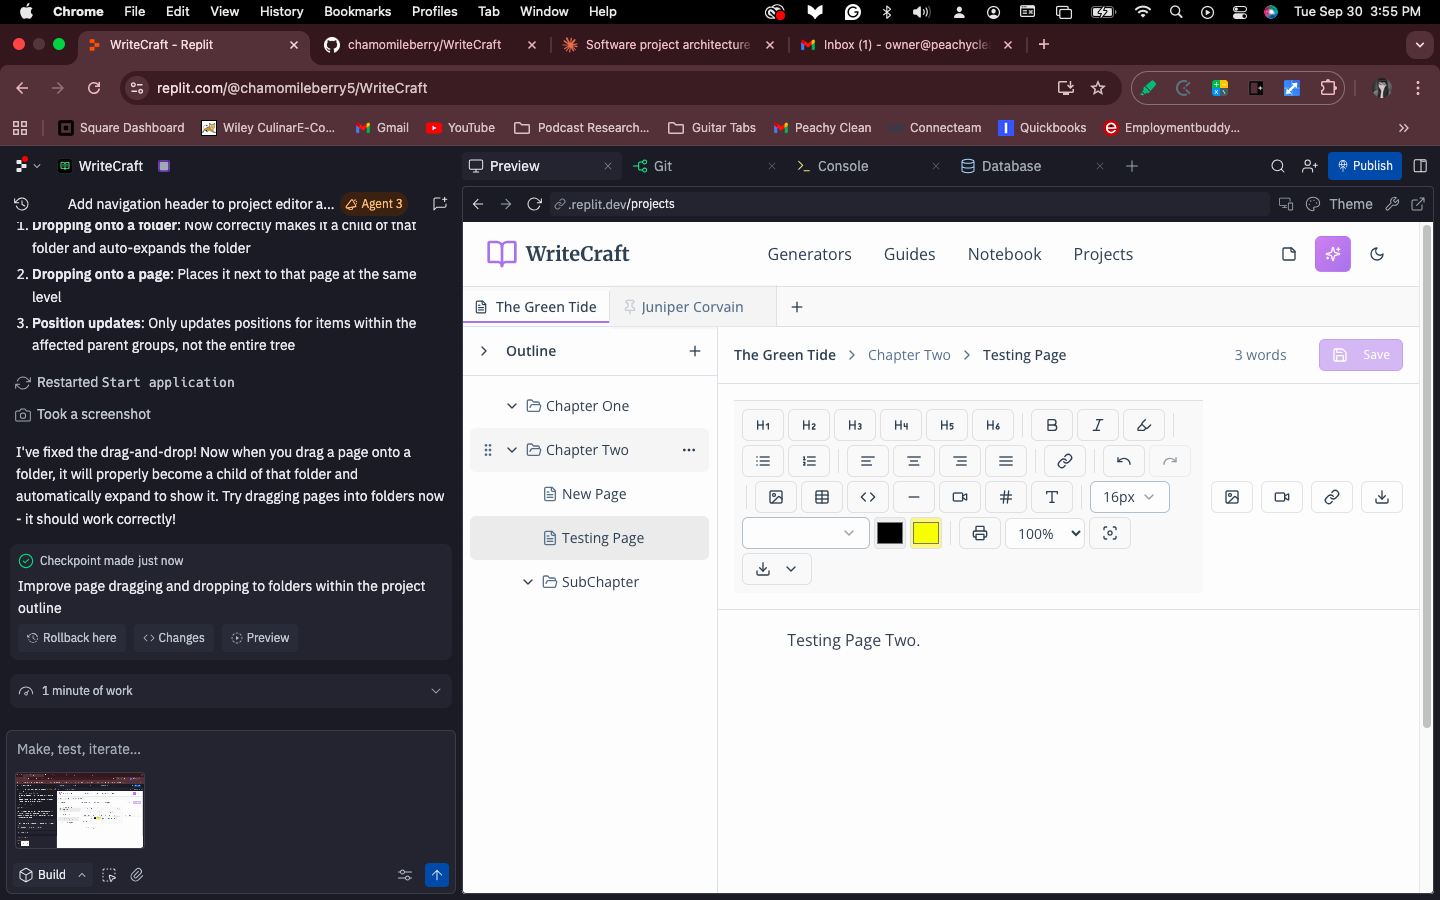 Chrome File Edit View History Bookmarks Profiles Tab Window Help Tue Sep 30 3:55 PM
WriteCraft - Replit
chamomileberry/WriteCraft
Software project architecture
Inbox (1) - owner@peachycle
replit.com/@chamomileberry5/WriteCraft
Square Dashboard
Wiley CulinarE-Co...
Gmail
YouTube
Podcast Research...
Guitar Tabs
Peachy Clean
Connecteam
Quickbooks
Employmentbuddy...
WriteCraft
Preview
Git
Console
Database
Publish
Add navigation header to project editor a...
Agent 3
.replit.dev/projects
Theme
1. Dropping onto a folder: Now correctly makes it a child of that
folder and auto-expands the folder
2. Dropping onto a page: Places it next to that page at the same
level
3. Position updates: Only updates positions for items within the
affected parent groups, not the entire tree
Restarted Start application
Took a screenshot
I've fixed the drag-and-drop! Now when you drag a page onto a
folder, it will properly become a child of that folder and
automatically expand to show it. Try dragging pages into folders now
- it should work correctly!
Checkpoint made just now
Improve page dragging and dropping to folders within the project
outline
Rollback here
Changes
Preview
1 minute of work
Make, test, iterate...
Build
WriteCraft
Generators Guides Notebook Projects
The Green Tide
Juniper Corvain
Outline
Chapter One
Chapter Two
New Page
Testing Page
SubChapter
The Green Tide > Chapter Two > Testing Page
3 words
Save
H1 H2 H3 H4 H5 H6 B I
16px
100%
Testing Page Two.